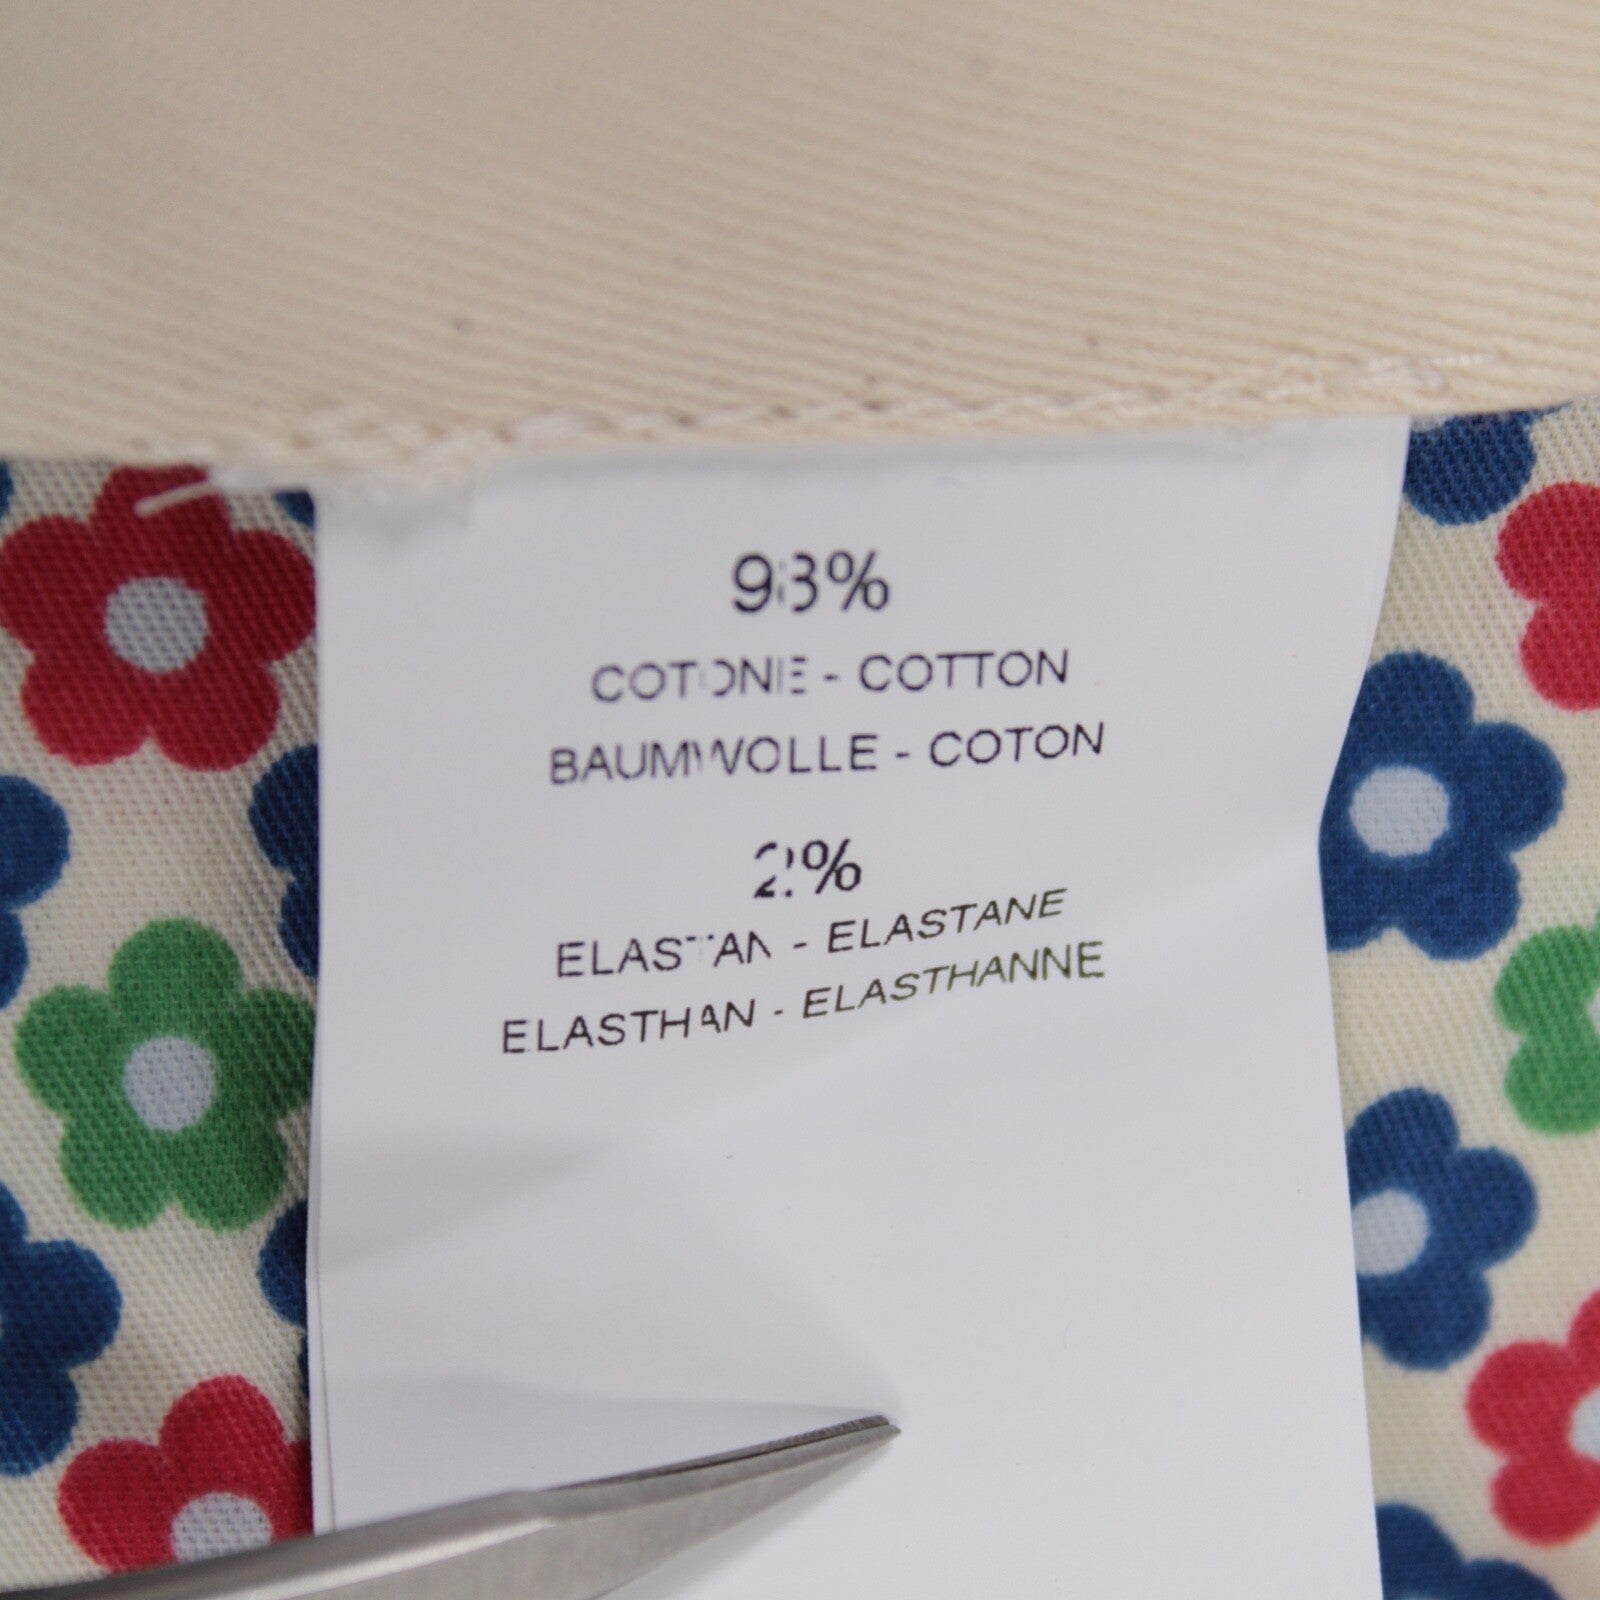 98%
COTONE - COTTON
BAUMWOLLE - COTON
2%
ELASTAN - ELASTANE
ELASTHAN - ELASTHANNE